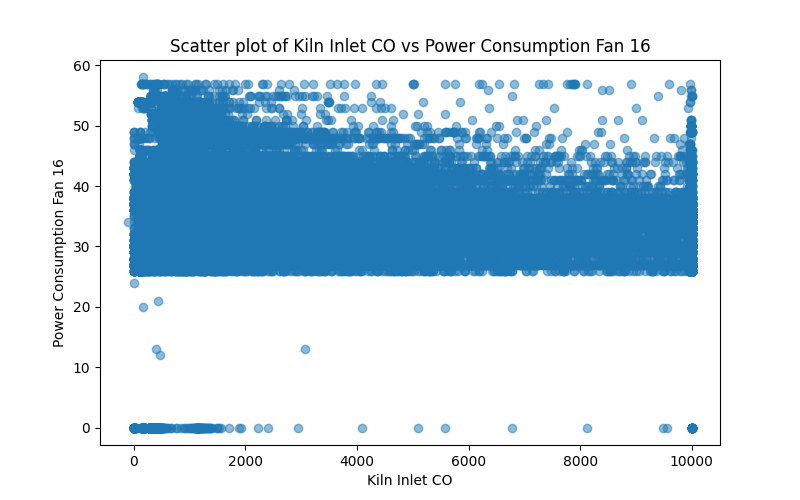 Scatter plot of Kiln Inlet CO vs Power Consumption Fan 16
60
50
40
30
20
10
0
Power Consumption Fan 16
0 2000 4000 6000 8000 10000
Kiln Inlet CO